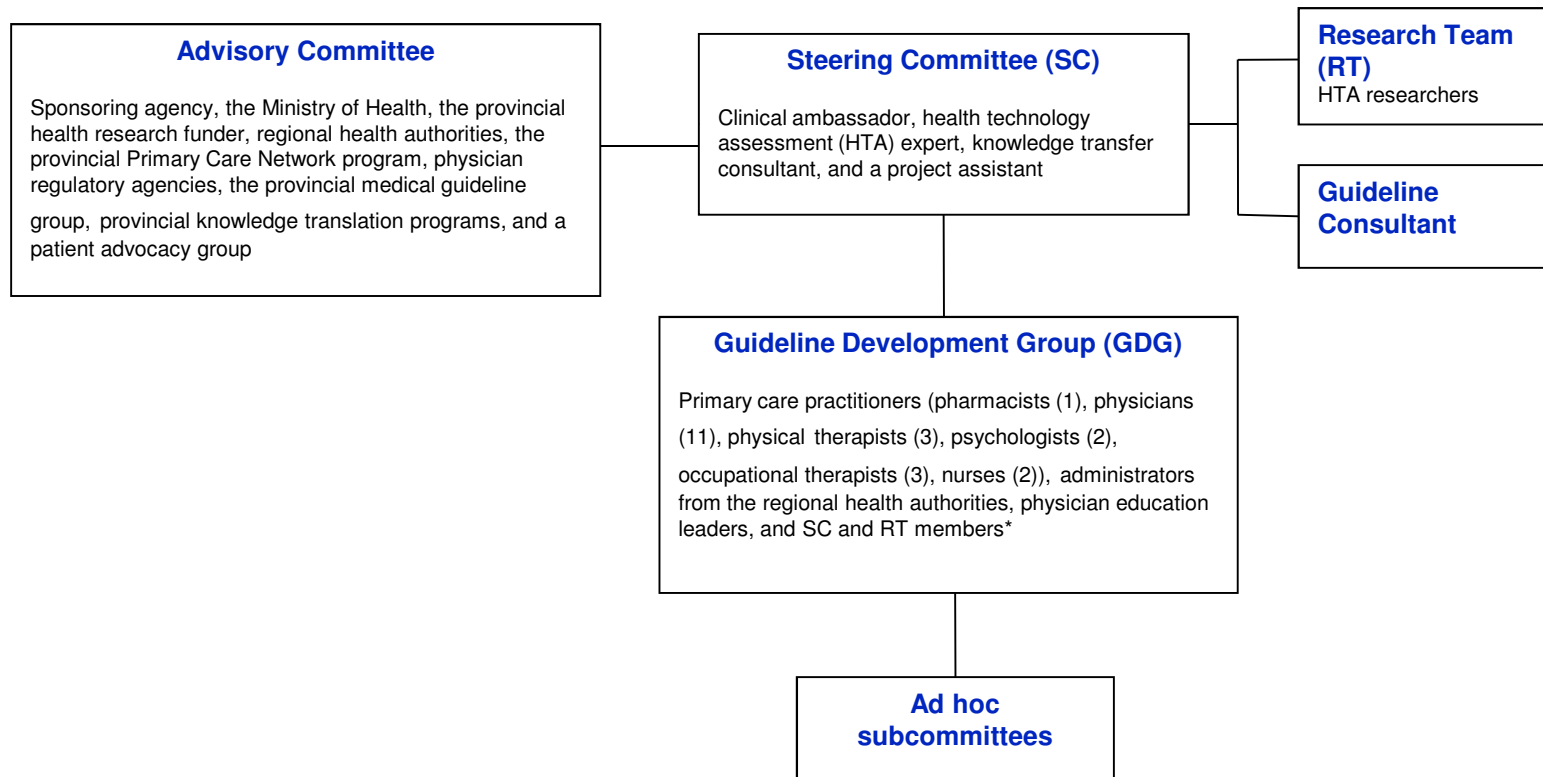 Advisory Committee
Sponsoring agency, the Ministry of Health, the provincial
health research funder, regional health authorities, the
provincial Primary Care Network program, physician
regulatory agencies, the provincial medical guideline
group, provincial knowledge translation programs, and a
patient advocacy group
Steering Committee (SC)
Clinical ambassador, health technology
assessment (HTA) expert, knowledge transfer
consultant, and a project assistant
Research Team
(RT)
HTA researchers
Guideline
Consultant
Guideline Development Group (GDG)
Primary care practitioners (pharmacists (1), physicians
(11), physical therapists (3), psychologists (2),
occupational therapists (3), nurses (2)), administrators
from the regional health authorities, physician education
leaders, and SC and RT members*
Ad hoc
subcommittees